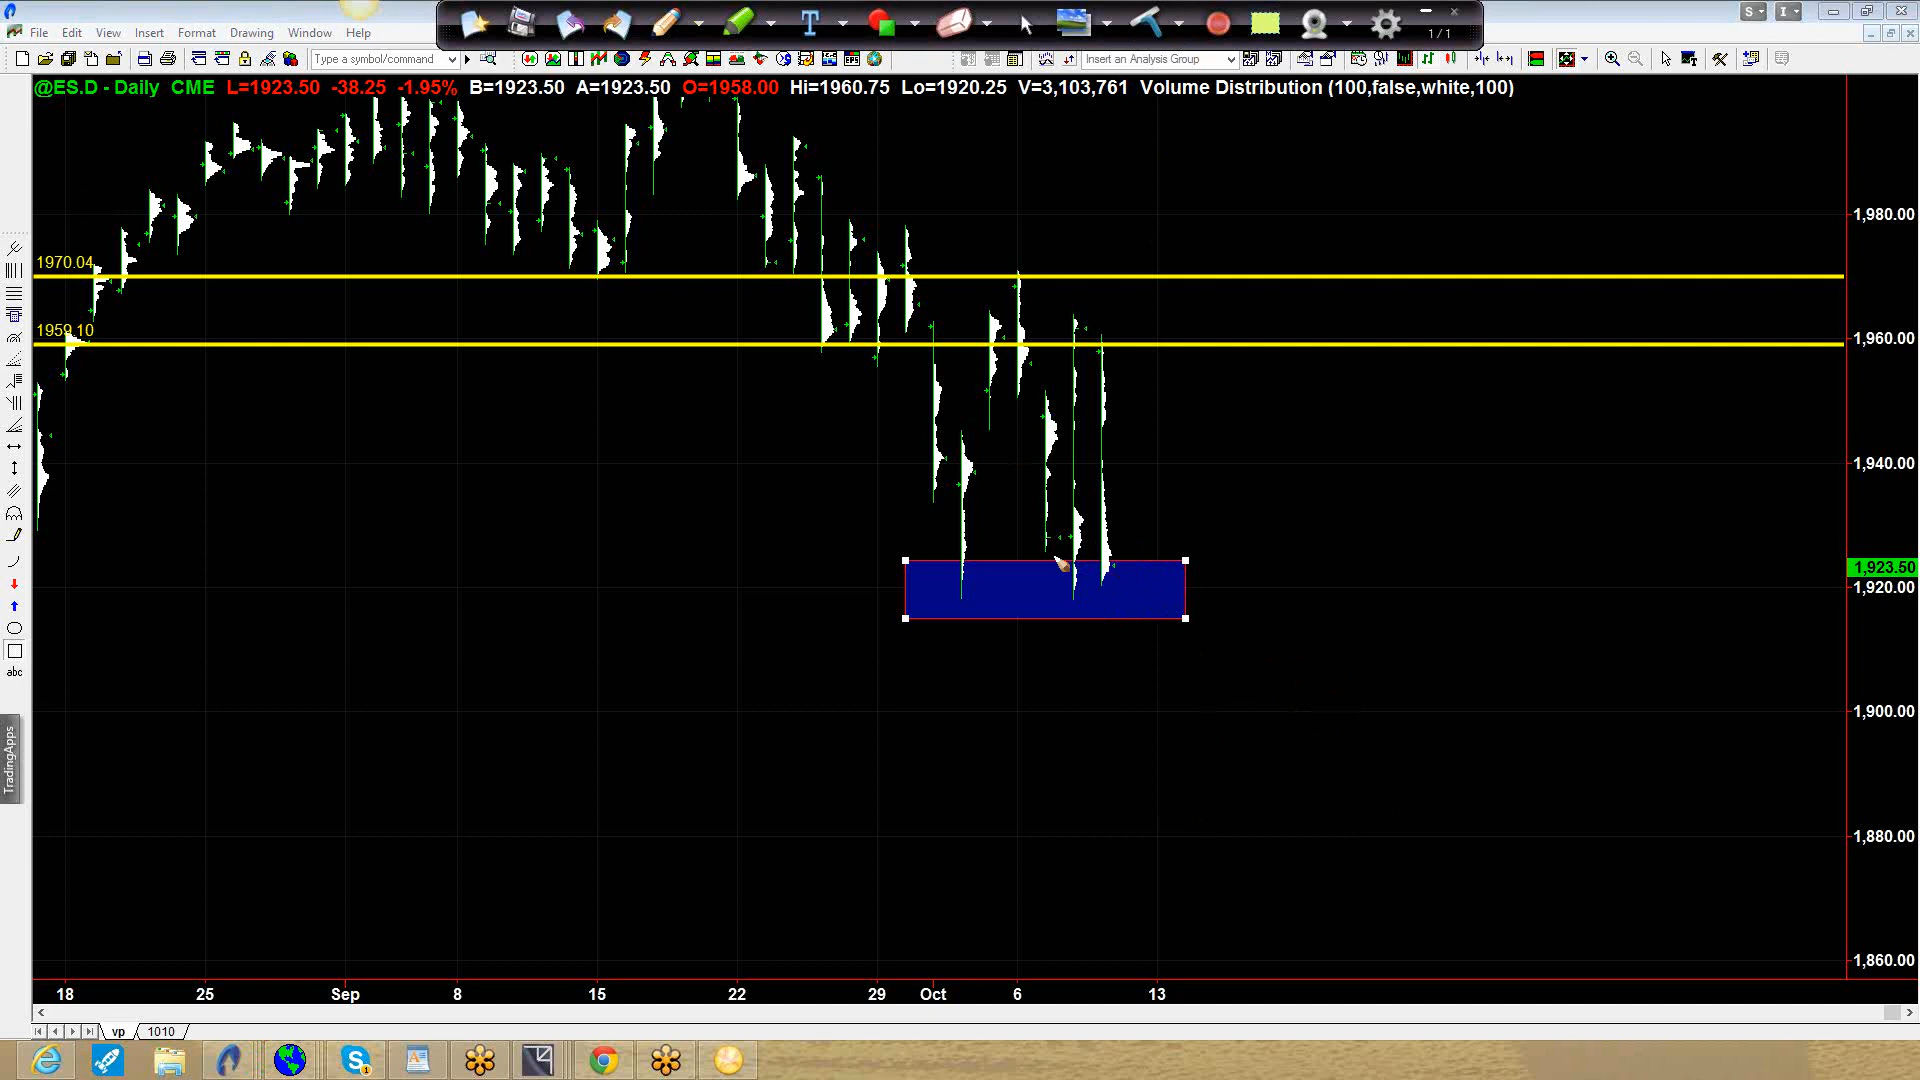 S
I
File Edit View Insert Format Drawing Window Help
T
1 / 1
Type a symbol/command
Insert an Analysis Group
@ES.D - Daily CME L=1923.50 -38.25 -1.95% B=1923.50 A=1923.50 O=1958.00 Hi=1960.75 Lo=1920.25 V=3,103,761 Volume Distribution (100,false,white,100)
1,980.00
1970.04
1959.10
1,960.00
1,940.00
1,923.50
1,920.00
1,900.00
1,880.00
1,860.00
abc
TradingApps
18 25 Sep 8 15 22 29 Oct 6 13
vp 1010